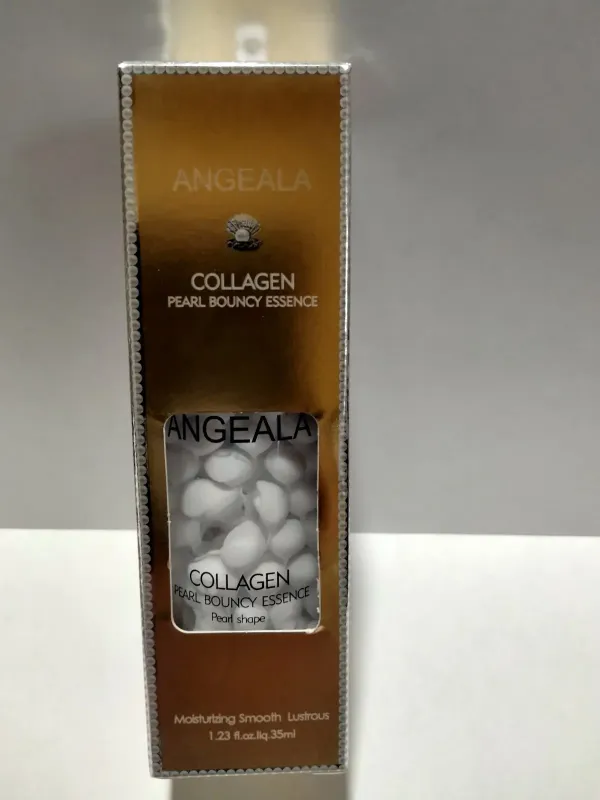 ANGEALA
COLLAGEN
PEARL BOUNCY ESSENCE
ANGEALA
COLLAGEN
PEARL BOUNCY ESSENCE
Pearl shape
Moisturizing Smooth Lustrous
1.23 fl.oz.liq.35ml